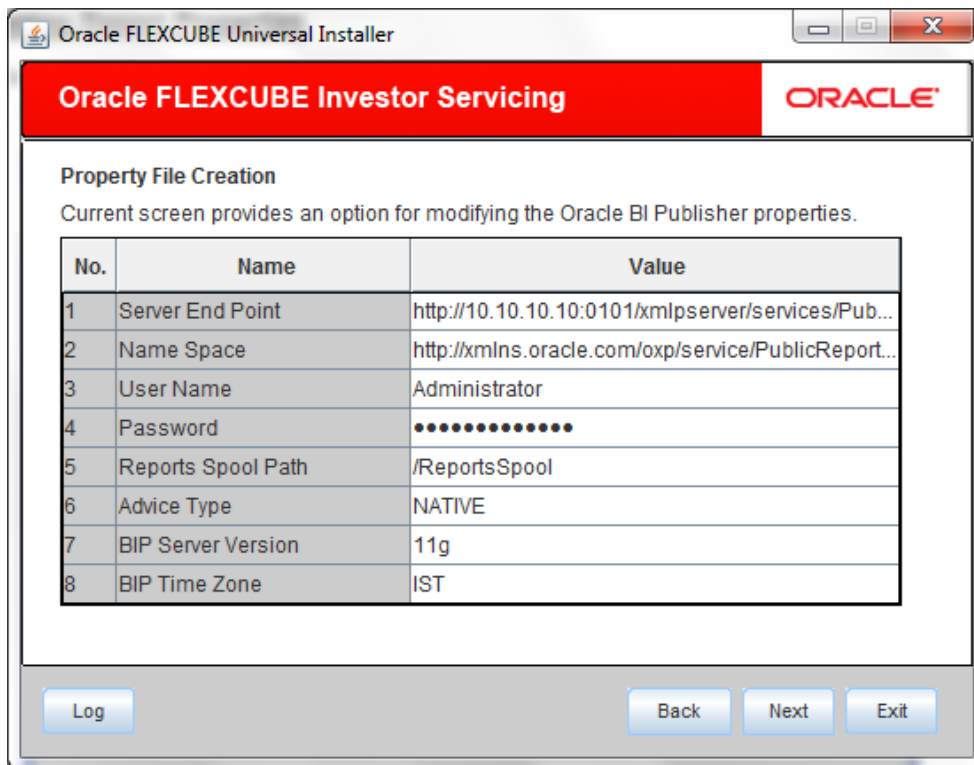 Oracle FLEXCUBE Universal Installer
Oracle FLEXCUBE Investor Servicing
ORACLE
Property File Creation
Current screen provides an option for modifying the Oracle BI Publisher properties.
No. Name Value
1 Server End Point http://10.10.10.10:0101/xmlpserver/services/Pub...
2 Name Space http://xmlns.oracle.com/oxp/service/PublicReport...
3 User Name Administrator
4 Password •••••••••••••
5 Reports Spool Path /ReportsSpool
6 Advice Type NATIVE
7 BIP Server Version 11g
8 BIP Time Zone IST
Log Back Next Exit